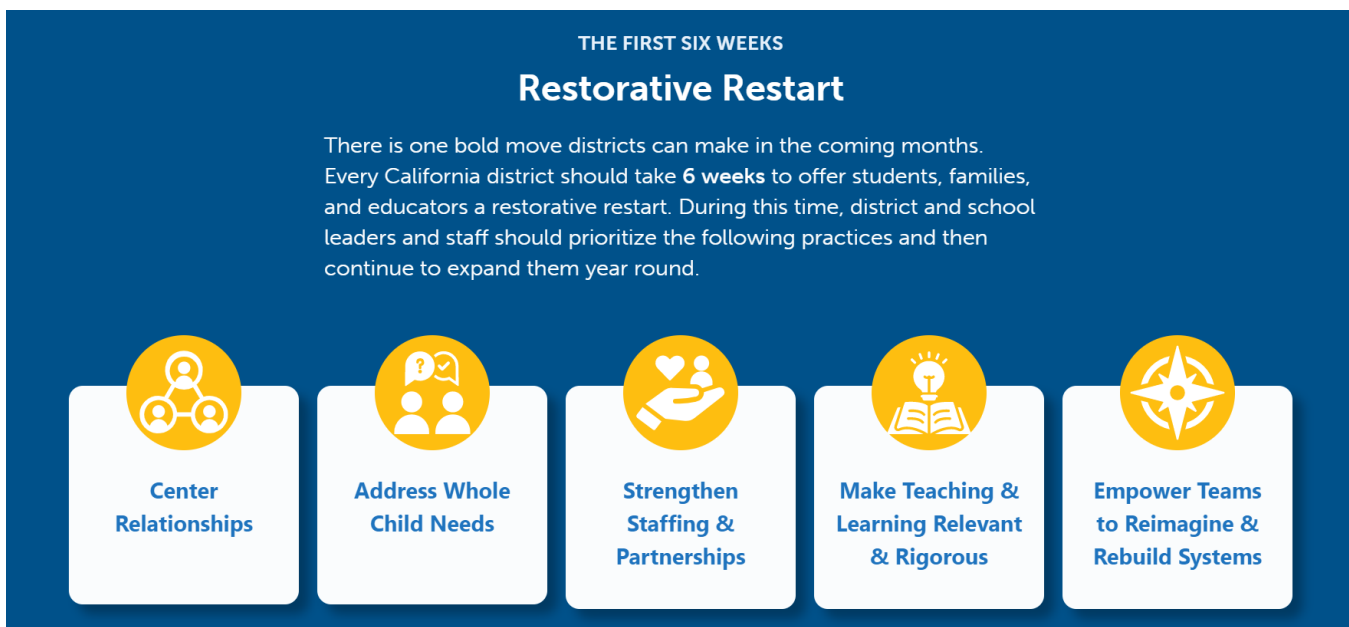 THE FIRST SIX WEEKS
Restorative Restart
There is one bold move districts can make in the coming months.
Every California district should take 6 weeks to offer students, families,
and educators a restorative restart. During this time, district and school
leaders and staff should prioritize the following practices and then
continue to expand them year round.
?
Center
Relationships
Address Whole
Child Needs
Strengthen
Staffing &
Partnerships
Make Teaching &
Learning Relevant
& Rigorous
Empower Teams
to Reimagine &
Rebuild Systems